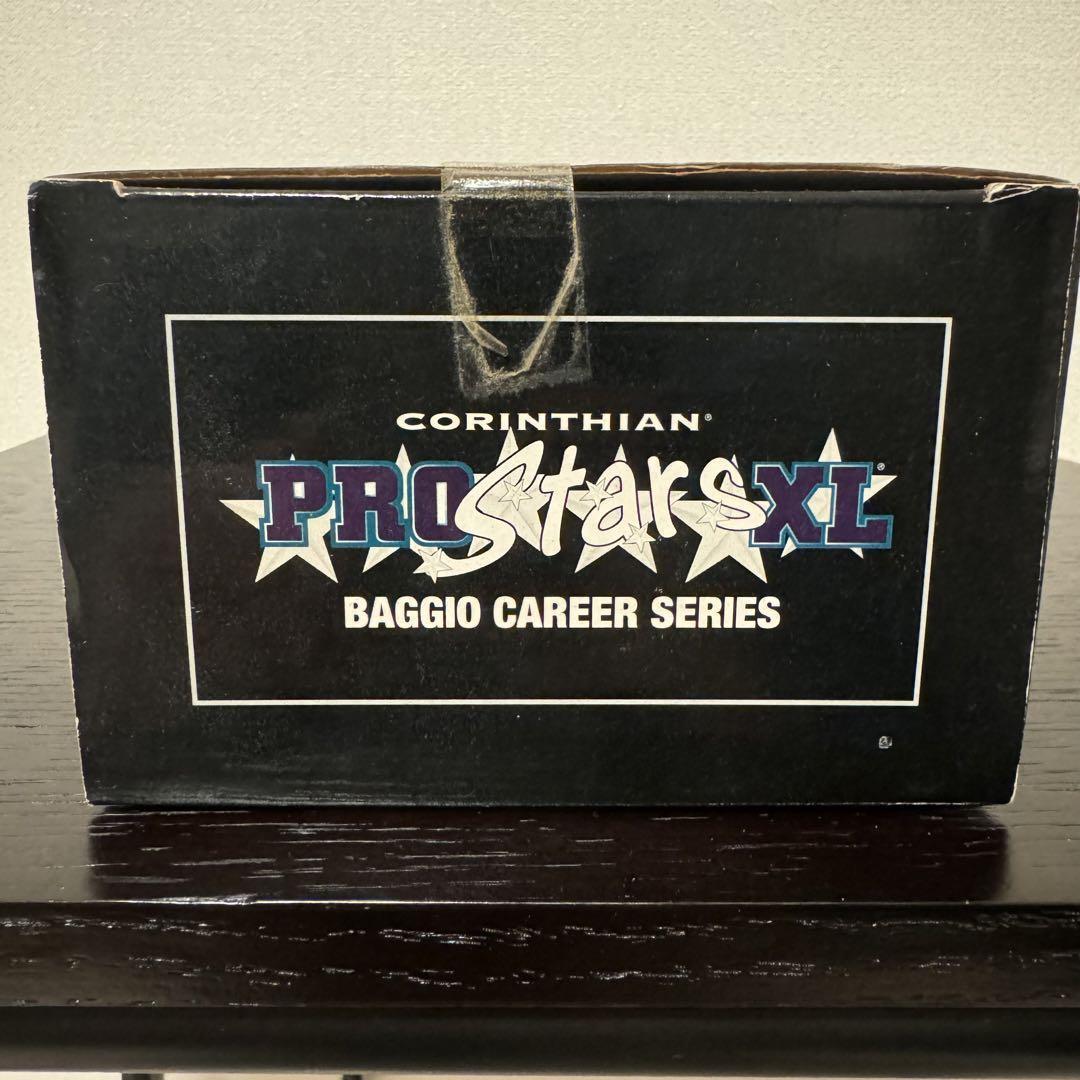 CORINTHIAN®
PROStarsXL®
BAGGIO CAREER SERIES